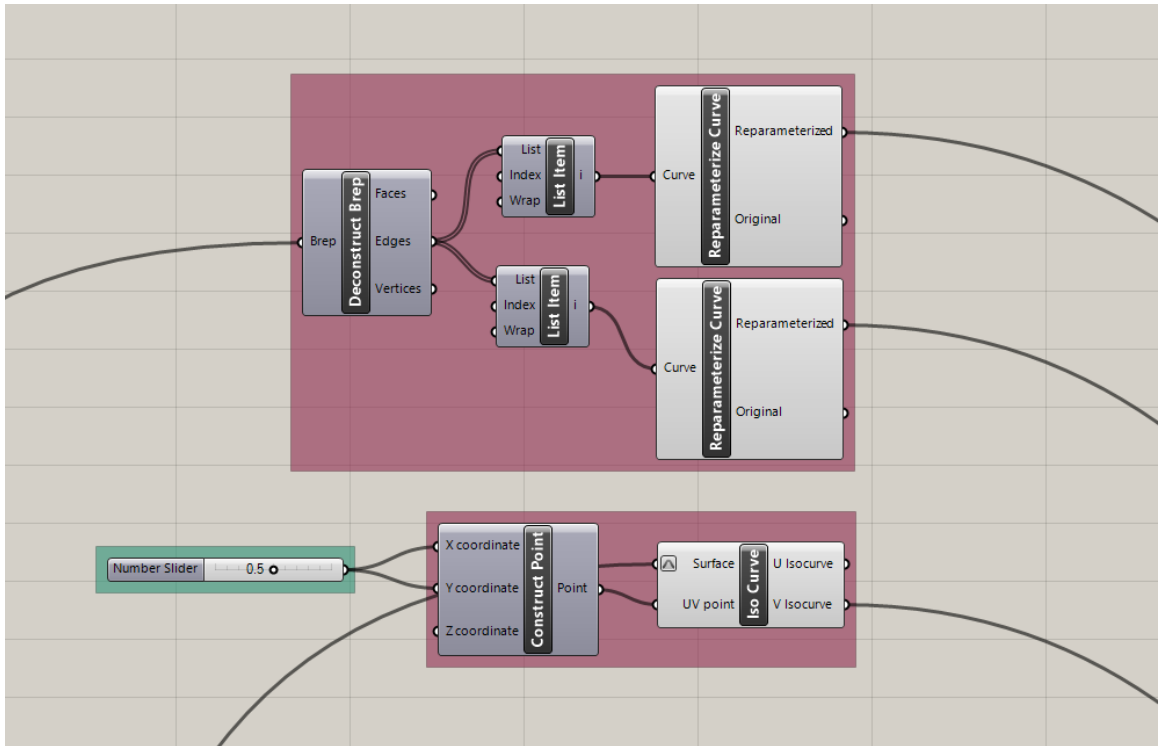 Brep
Deconstruct Brep
Faces
Edges
Vertices
List
Index
Wrap
List Item
i
List
Index
Wrap
List Item
i
Curve
Reparameterize Curve
Reparameterized
Original
Curve
Reparameterize Curve
Reparameterized
Original
Number Slider
0.5
X coordinate
Y coordinate
Z coordinate
Construct Point
Point
Surface
UV point
Iso Curve
U Isocurve
V Isocurve